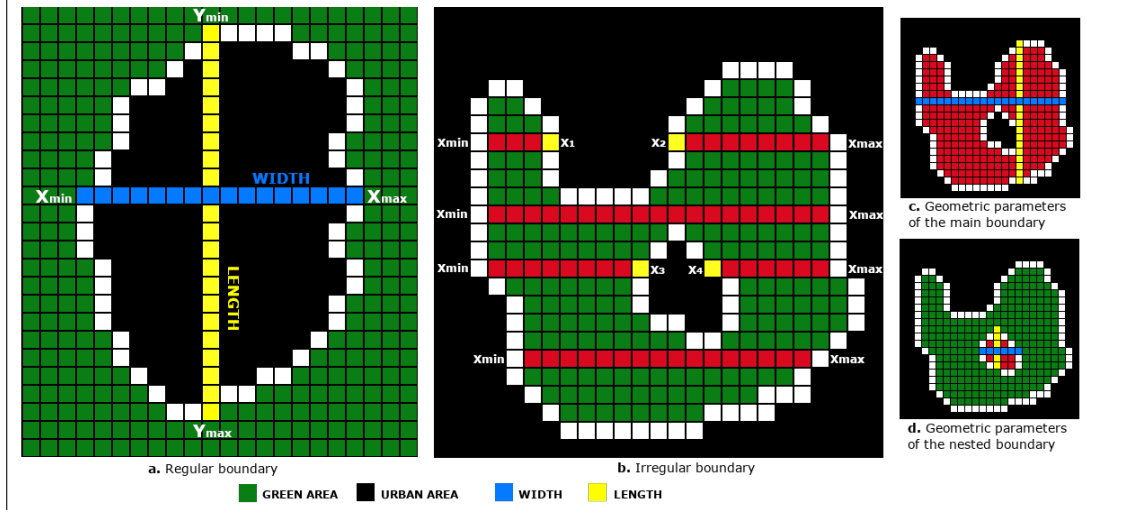 Ymin
WIDTH
Xmin
Xmax
LENGTH
Ymax
a. Regular boundary
Xmin
X1
X2
Xmax
Xmin
Xmax
Xmin
X3
X4
Xmax
Xmin
Xmax
b. Irregular boundary
c. Geometric parameters
of the main boundary
d. Geometric parameters
of the nested boundary
GREEN AREA
URBAN AREA
WIDTH
LENGTH